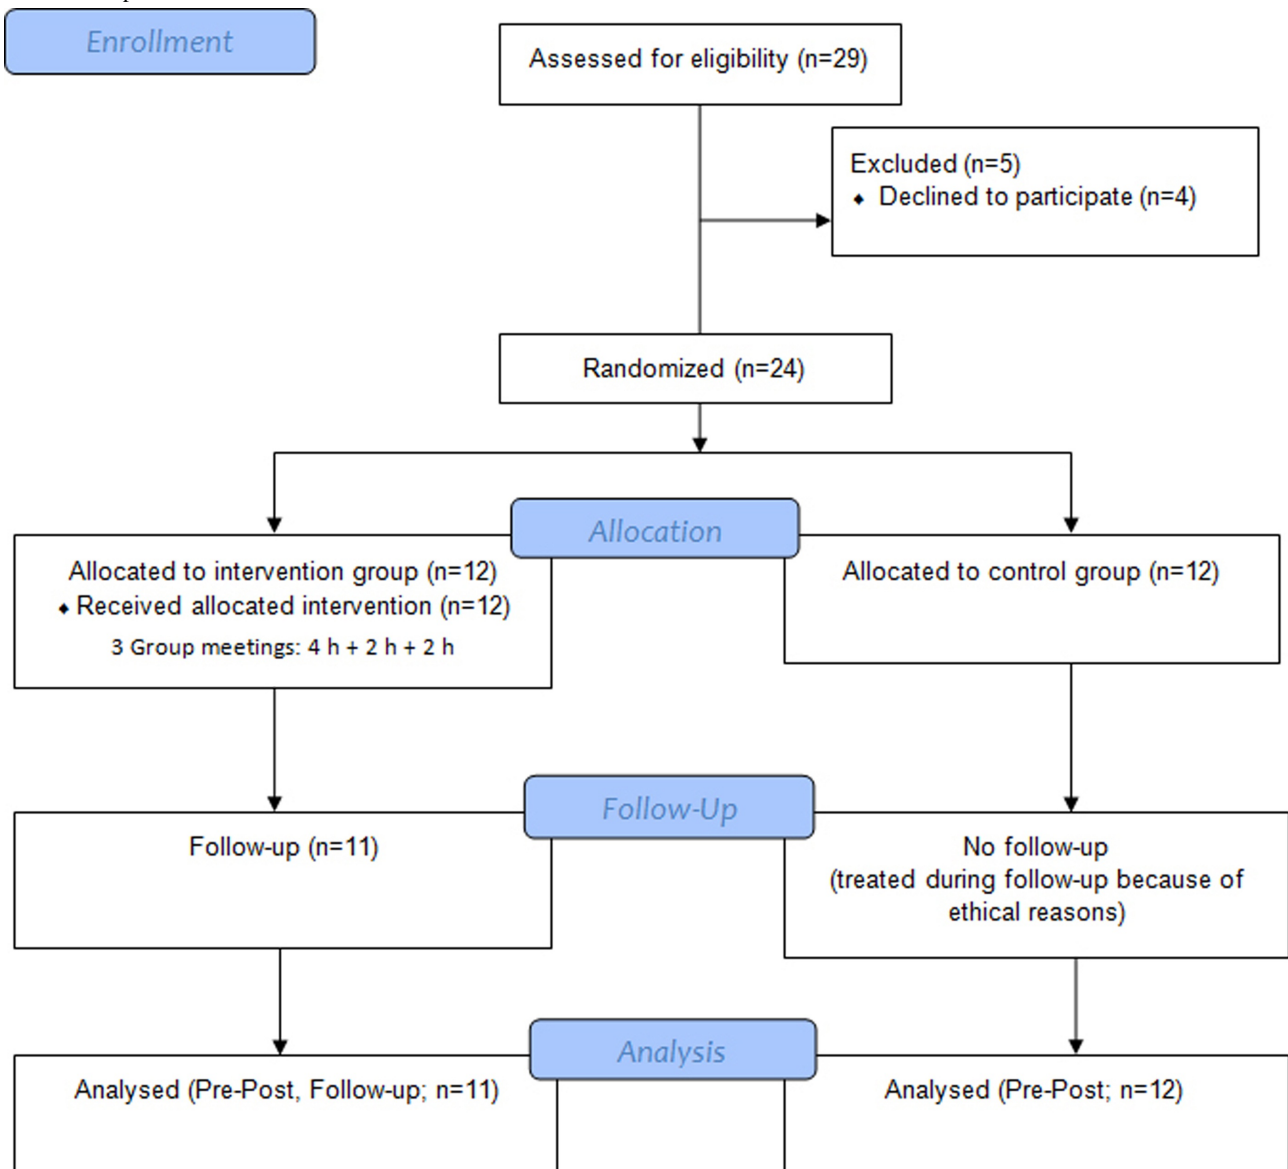 Enrollment
Assessed for eligibility (n=29)
Excluded (n=5)
⬥ Declined to participate (n=4)
Randomized (n=24)
Allocation
Allocated to intervention group (n=12)
⬥ Received allocated intervention (n=12)
3 Group meetings: 4 h + 2 h + 2 h
Allocated to control group (n=12)
Follow-Up
Follow-up (n=11)
No follow-up
(treated during follow-up because of
ethical reasons)
Analysis
Analysed (Pre-Post, Follow-up; n=11)
Analysed (Pre-Post; n=12)